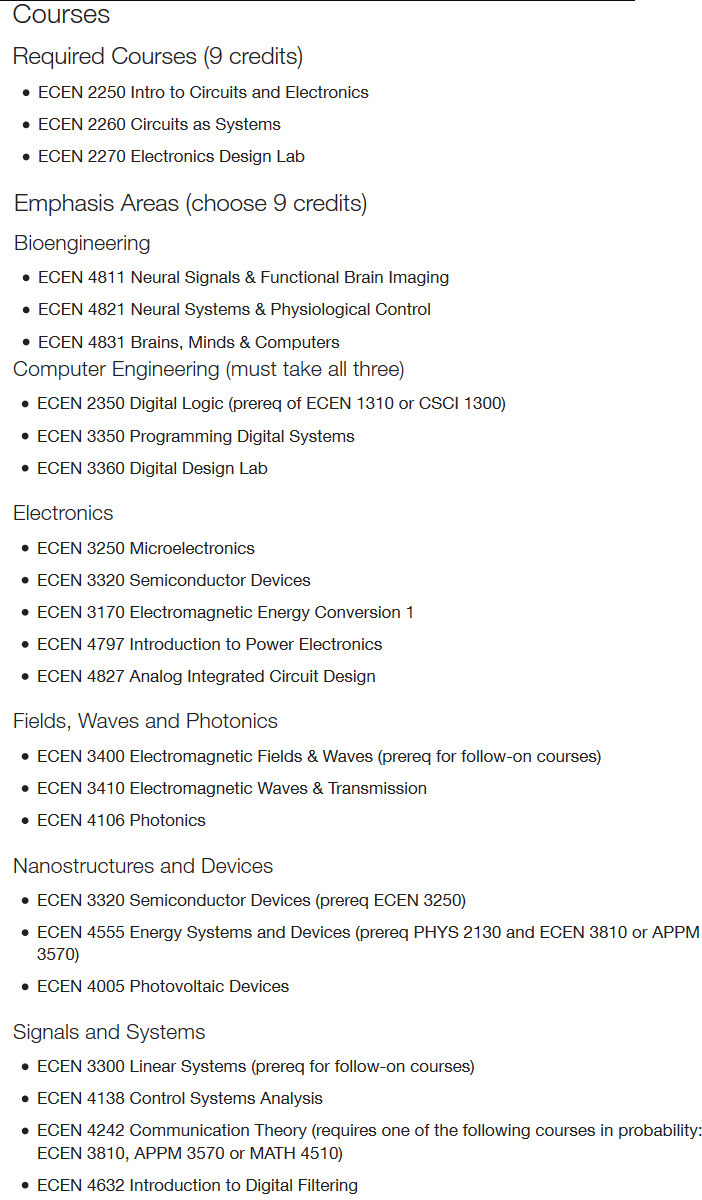 Courses
Required Courses (9 credits)
• ECEN 2250 Intro to Circuits and Electronics
• ECEN 2260 Circuits as Systems
• ECEN 2270 Electronics Design Lab
Emphasis Areas (choose 9 credits)
Bioengineering
• ECEN 4811 Neural Signals & Functional Brain Imaging
• ECEN 4821 Neural Systems & Physiological Control
• ECEN 4831 Brains, Minds & Computers
Computer Engineering (must take all three)
• ECEN 2350 Digital Logic (prereq of ECEN 1310 or CSCI 1300)
• ECEN 3350 Programming Digital Systems
• ECEN 3360 Digital Design Lab
Electronics
• ECEN 3250 Microelectronics
• ECEN 3320 Semiconductor Devices
• ECEN 3170 Electromagnetic Energy Conversion 1
• ECEN 4797 Introduction to Power Electronics
• ECEN 4827 Analog Integrated Circuit Design
Fields, Waves and Photonics
• ECEN 3400 Electromagnetic Fields & Waves (prereq for follow-on courses)
• ECEN 3410 Electromagnetic Waves & Transmission
• ECEN 4106 Photonics
Nanostructures and Devices
• ECEN 3320 Semiconductor Devices (prereq ECEN 3250)
• ECEN 4555 Energy Systems and Devices (prereq PHYS 2130 and ECEN 3810 or APPM
3570)
• ECEN 4005 Photovoltaic Devices
Signals and Systems
• ECEN 3300 Linear Systems (prereq for follow-on courses)
• ECEN 4138 Control Systems Analysis
• ECEN 4242 Communication Theory (requires one of the following courses in probability:
ECEN 3810, APPM 3570 or MATH 4510)
• ECEN 4632 Introduction to Digital Filtering